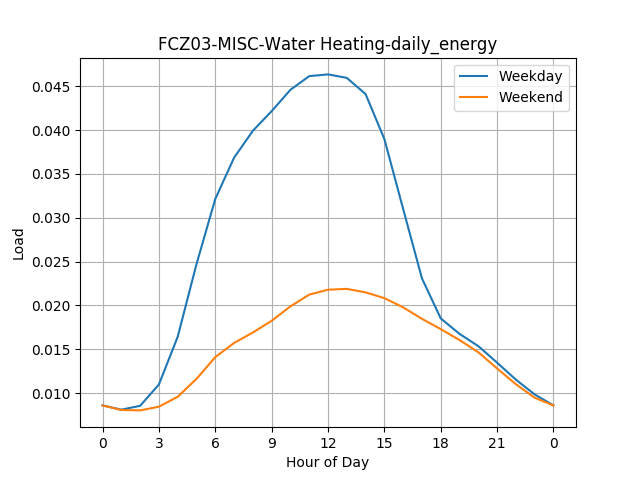 FCZ03-MISC-Water Heating-daily_energy
Weekday
Weekend
0.045
0.040
0.035
0.030
0.025
0.020
0.015
0.010
Load
0 3 6 9 12 15 18 21 0
Hour of Day